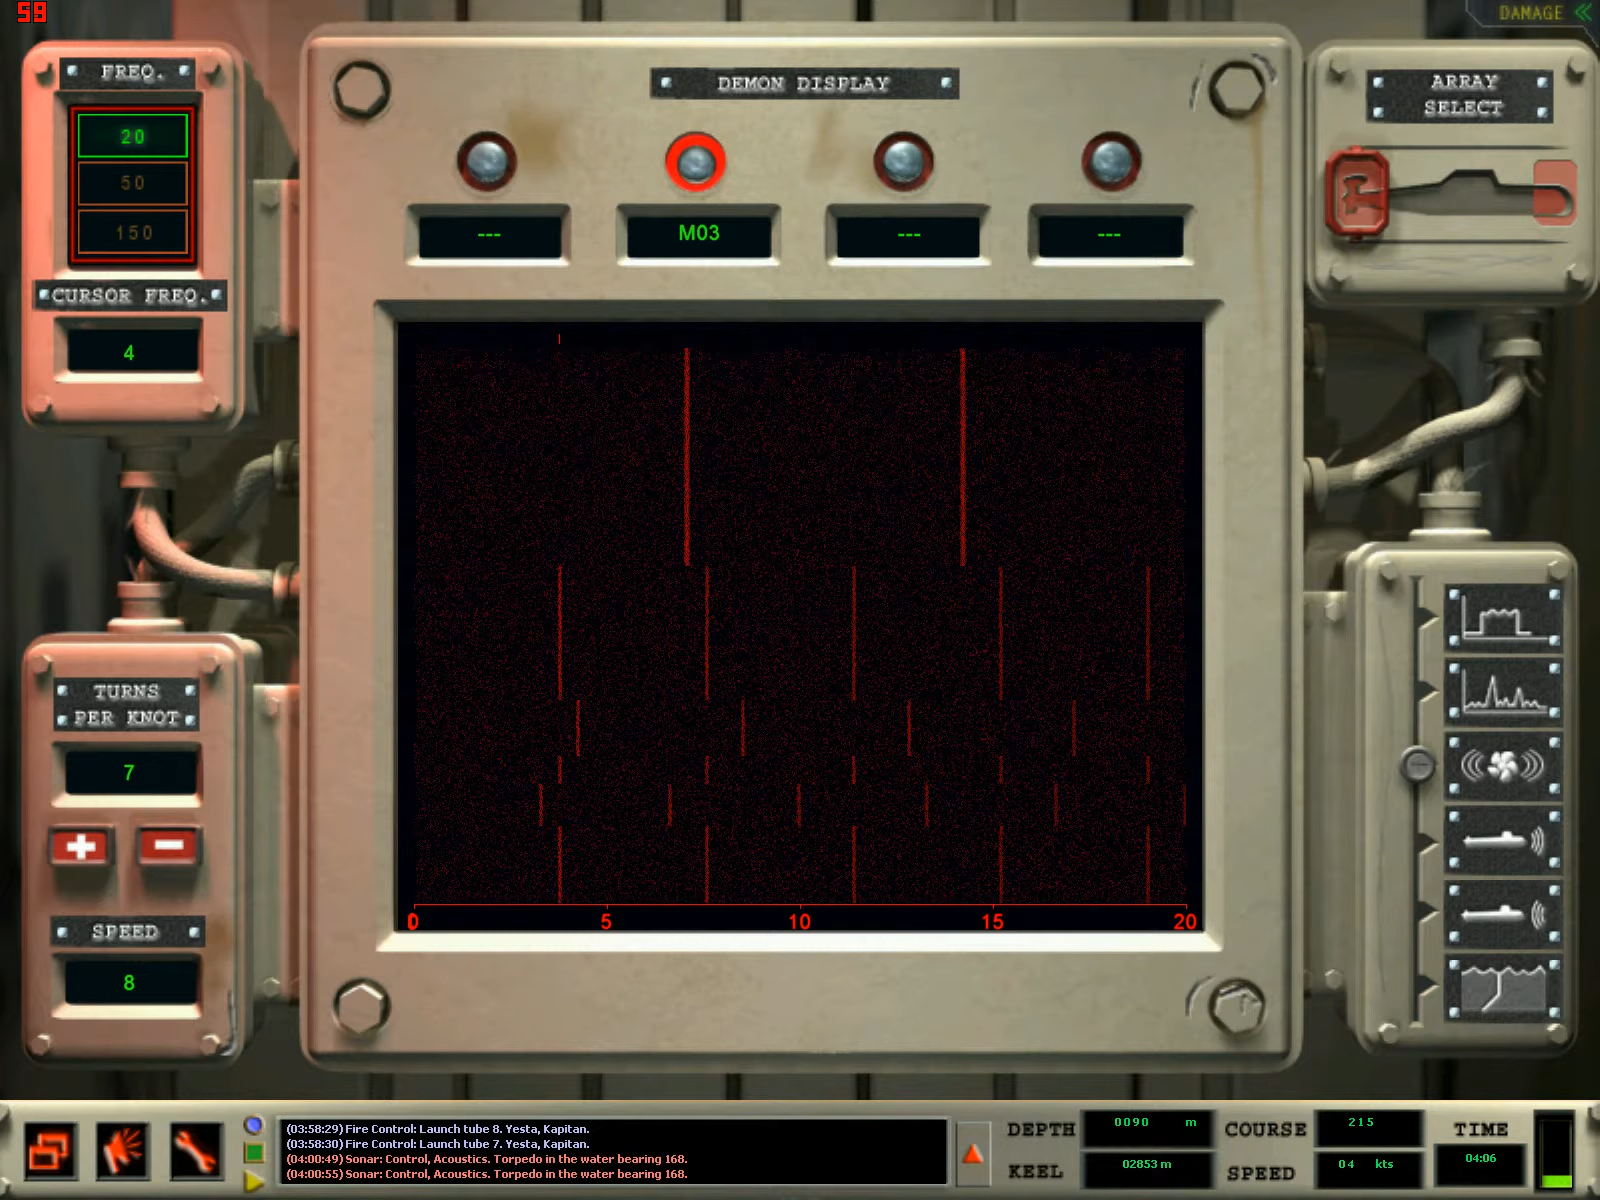 59
DAMAGE
FREQ.
20
50
150
CURSOR FREQ.
4
DEMON DISPLAY
---
M03
---
---
ARRAY
SELECT
0 5 10 15 20
TURNS
PER KNOT
7
SPEED
8
(03:58:29) Fire Control: Launch tube 8. Yesta, Kapitan.
(03:58:30) Fire Control: Launch tube 7. Yesta, Kapitan.
(04:00:49) Sonar: Control, Acoustics. Torpedo in the water bearing 168.
(04:00:55) Sonar: Control, Acoustics. Torpedo in the water bearing 168.
DEPTH 0090 m
KEEL 02853 m
COURSE 215
SPEED 04 kts
TIME
04:06